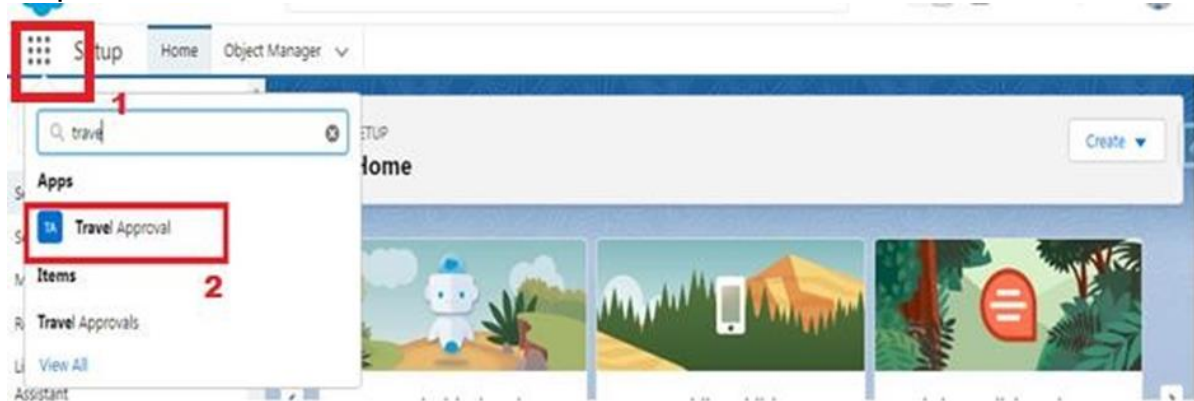 Setup Home Object Manager
1
trave
SETUP
Home
Create
Apps
TA Travel Approval
Items
2
Travel Approvals
View All
Assistant